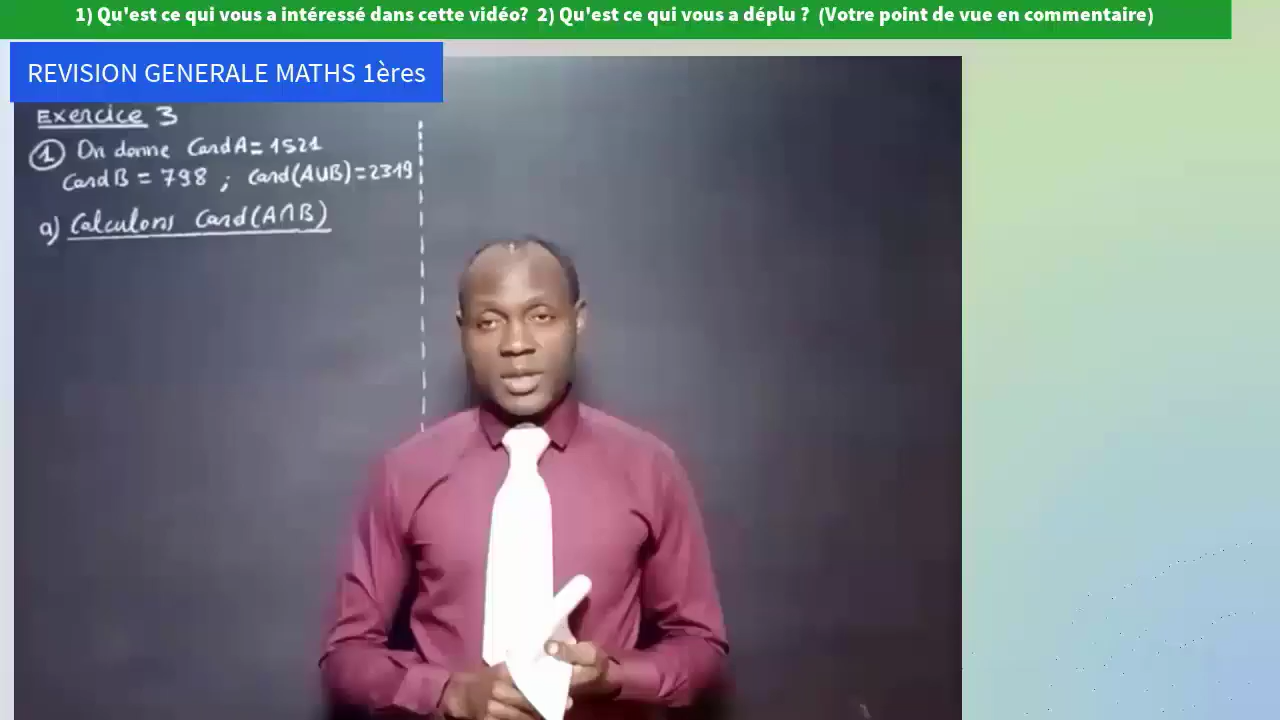 1) Qu'est ce qui vous a intéressé dans cette vidéo? 2) Qu'est ce qui vous a déplu ? (Votre point de vue en commentaire)
REVISION GENERALE MATHS 1ères
Exercice 3
① On donne CardA = 1521
CardB = 798 ; Card(A∪B) = 2319
a) Calculons Card(A∩B)